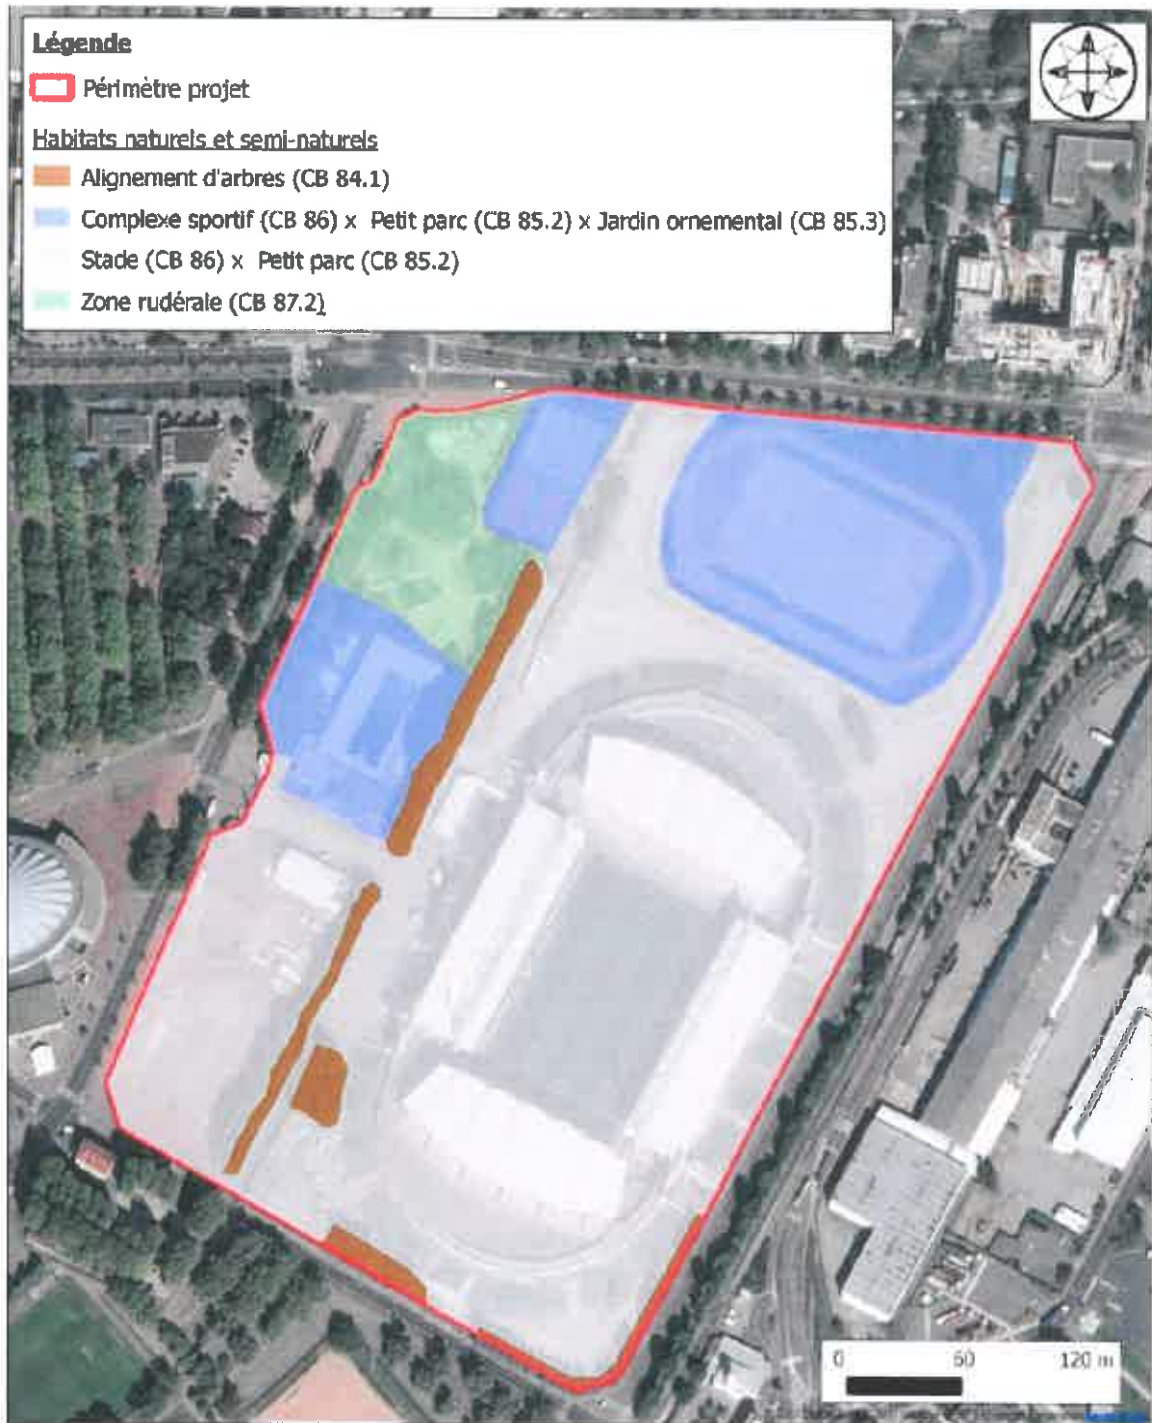 Légende
Périmètre projet
Habitats naturels et semi-naturels
Alignement d'arbres (CB 84.1)
Complexe sportif (CB 86) x Petit parc (CB 85.2) x Jardin ornemental (CB 85.3)
Stade (CB 86) x Petit parc (CB 85.2)
Zone rudérale (CB 87.2)
0 60 120 m